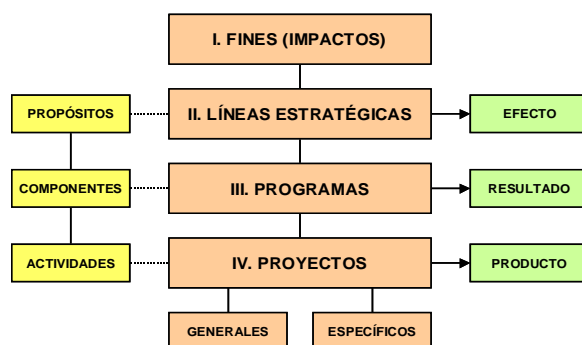 I. FINES (IMPACTOS)
PROPÓSITOS
II. LÍNEAS ESTRATÉGICAS
EFECTO
COMPONENTES
III. PROGRAMAS
RESULTADO
ACTIVIDADES
IV. PROYECTOS
PRODUCTO
GENERALES
ESPECÍFICOS